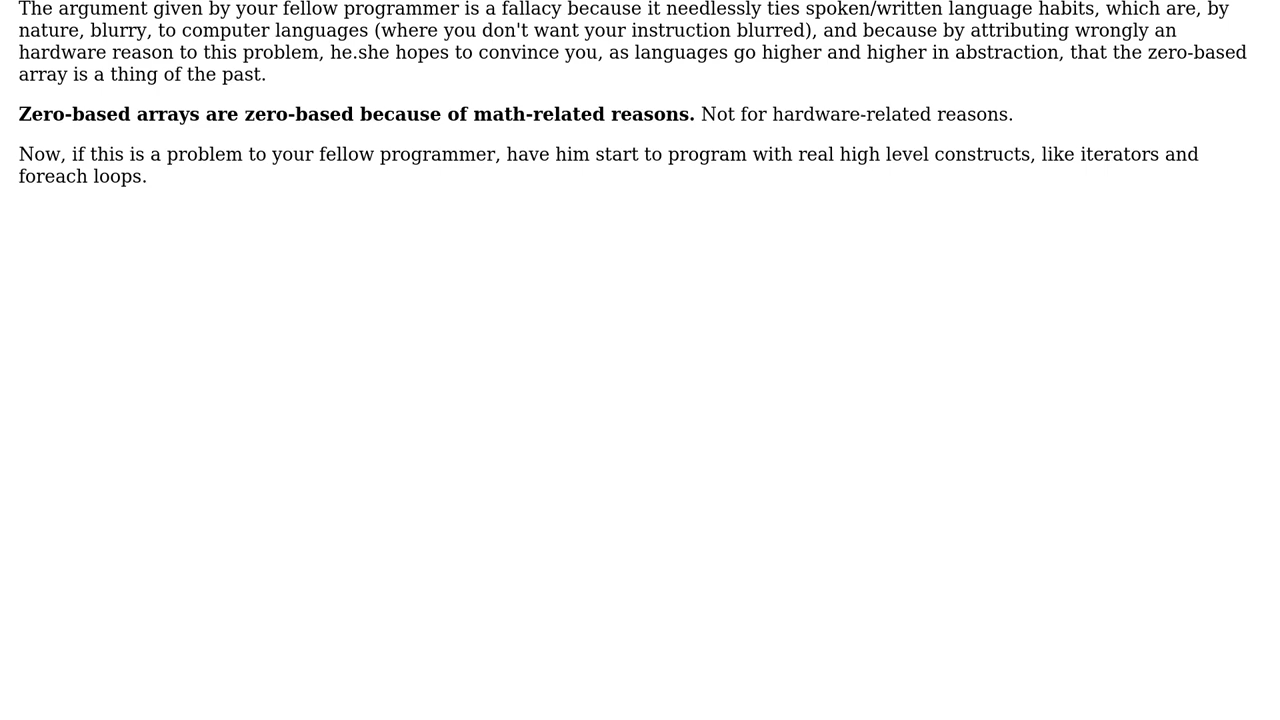 The argument given by your fellow programmer is a fallacy because it needlessly ties spoken/written language habits, which are, by
nature, blurry, to computer languages (where you don't want your instruction blurred), and because by attributing wrongly an
hardware reason to this problem, he.she hopes to convince you, as languages go higher and higher in abstraction, that the zero-based
array is a thing of the past.
Zero-based arrays are zero-based because of math-related reasons. Not for hardware-related reasons.
Now, if this is a problem to your fellow programmer, have him start to program with real high level constructs, like iterators and
foreach loops.